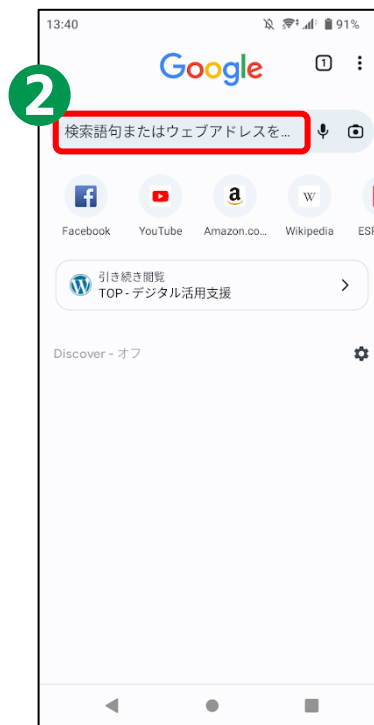 13:40 91%
2
Google 1
検索語句またはウェブアドレスを...
f a W
Facebook YouTube Amazon.co... Wikipedia ESF
引き続き閲覧
TOP - デジタル活用支援
Discover – オフ